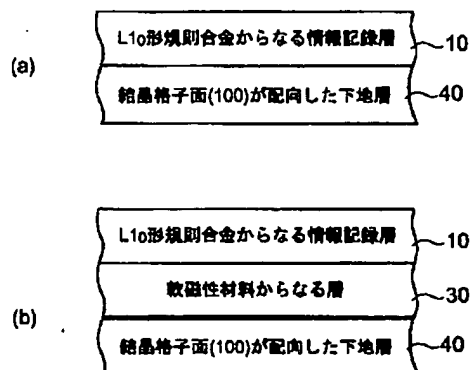 (a)
L10形規則合金からなる情報記録層
10
結晶格子面(100)が配向した下地層
40
(b)
L10形規則合金からなる情報記録層
10
軟磁性材料からなる層
30
結晶格子面(100)が配向した下地層
40